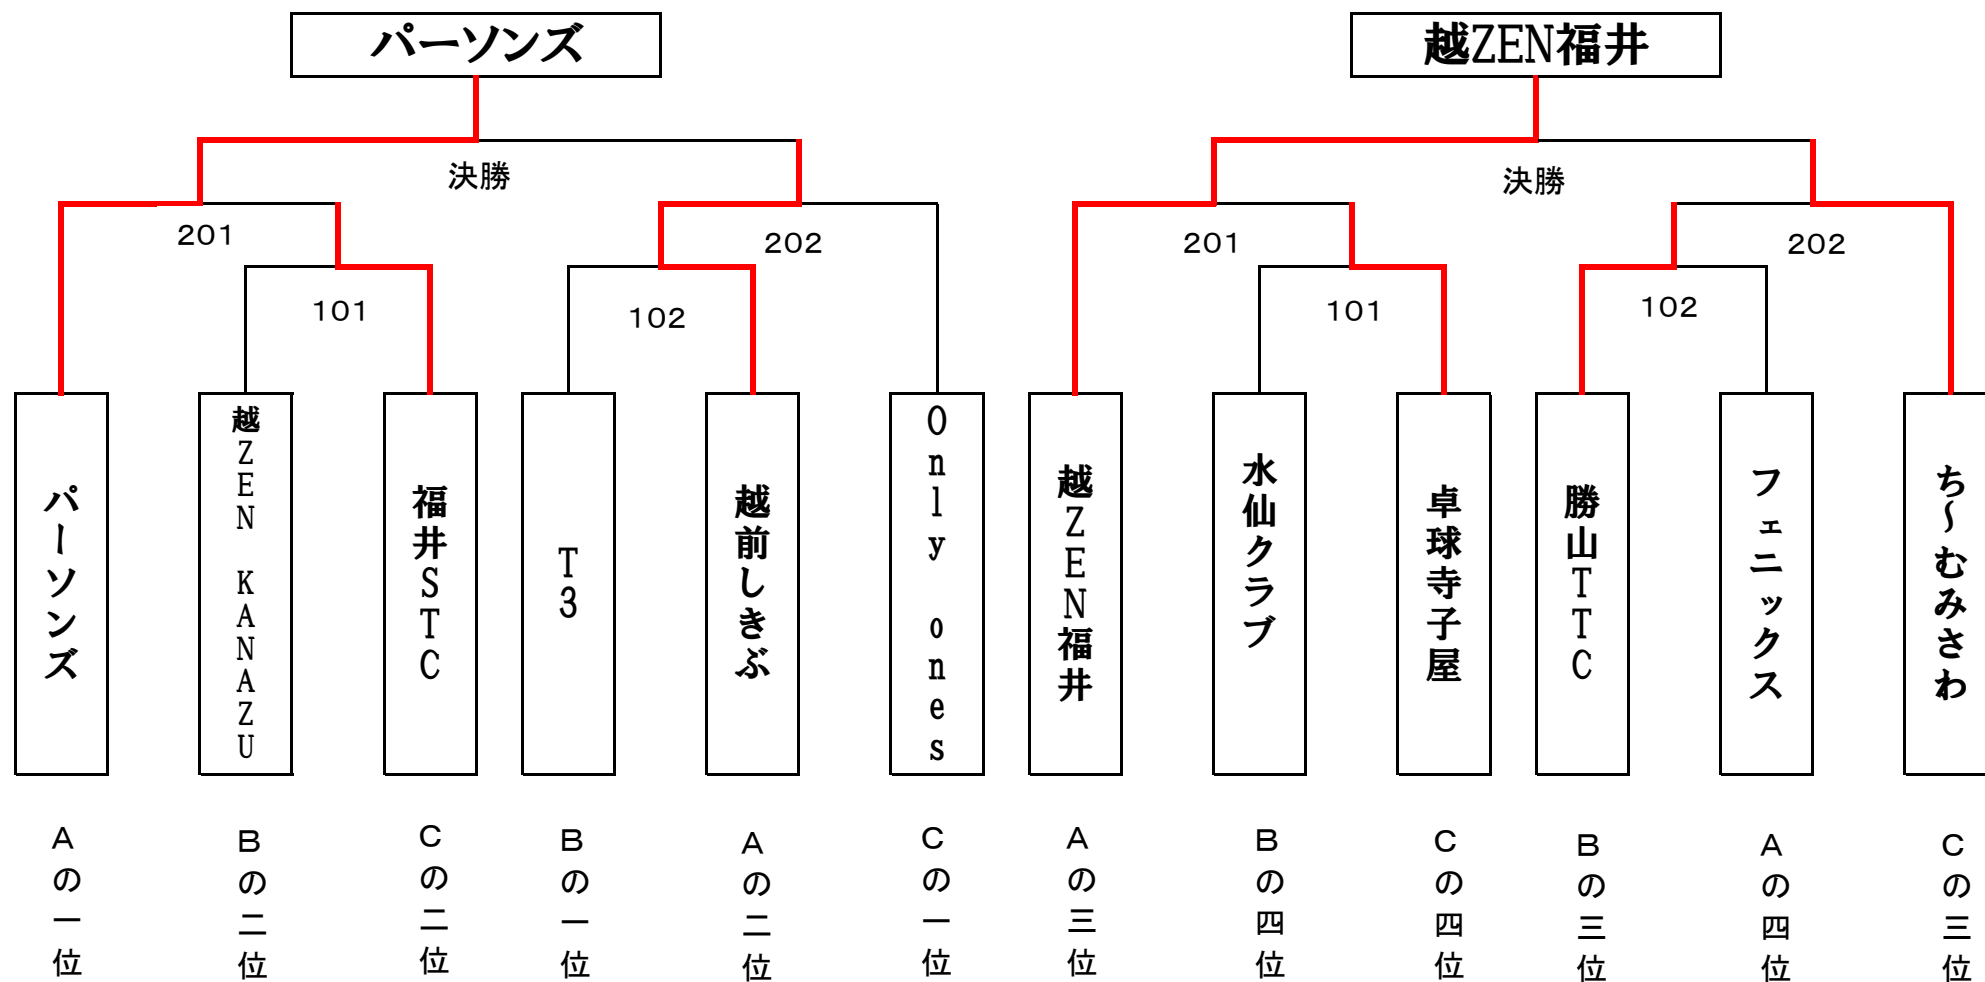 パーソンズ
越ZEN福井
決勝
決勝
201
202
201
202
101
102
101
102
パーソンズ
越ZEN KANAZU
福井STC
T3
越前しきぶ
Only ones
越ZEN福井
水仙クラブ
卓球寺子屋
勝山TTC
フェニックス
ち～むみさわ
Aの一位
Bの二位
Cの二位
Bの一位
Aの二位
Cの一位
Aの三位
Bの四位
Cの四位
Bの三位
Aの四位
Cの三位